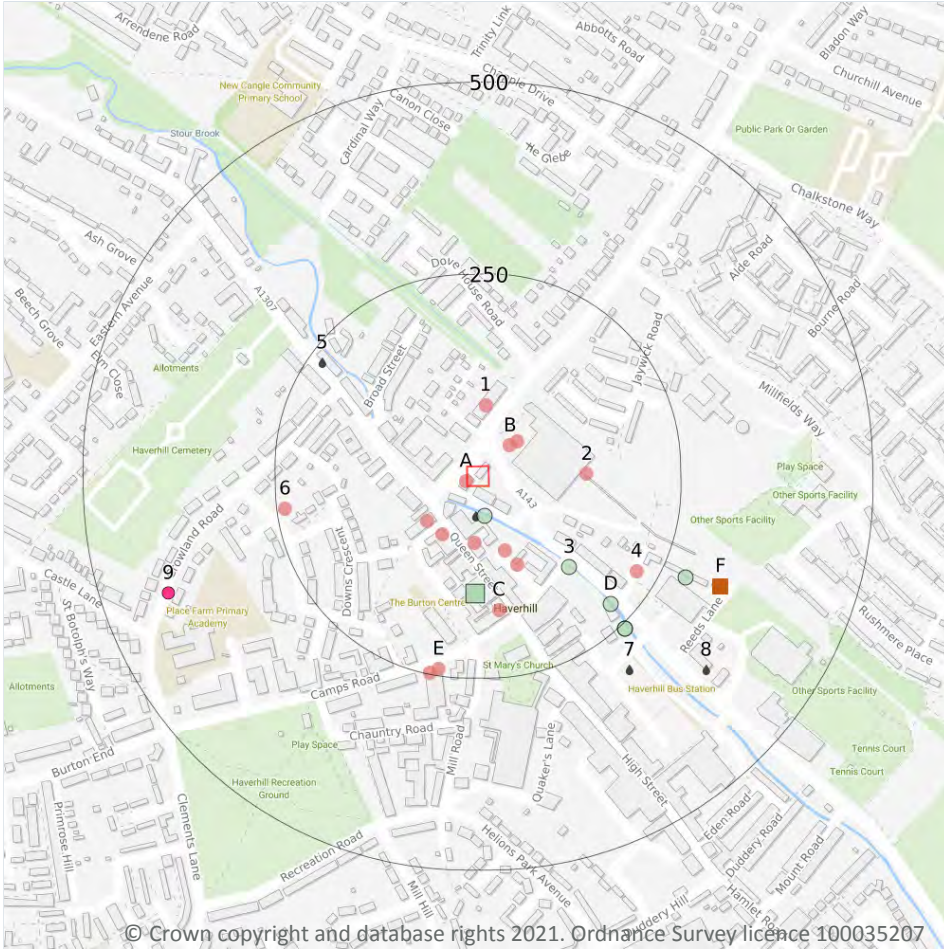 Arrendene Road
Trinity Link
Abbotts Road
Bladon Way
Churchill Avenue
New Cangle Community
Primary School
500
Chapple Drive
Canon Close
Cardinal Way
The Glebe
Stour Brook
Public Park Or Garden
Chalkstone Way
Ash Grove
Eastern Avenue
Beech Grove
Elm Close
A1307
Dove House Road
250
Alde Road
Bourne Road
Jaywick Road
5
Allotments
Broad Street
1
Millfields Way
Haverhill Cemetery
B
A
2
Play Space
Other Sports Facility
A143
6
Other Sports Facility
Crowland Road
Queen Street
Downs Crescent
3
4
F
9
Castle Lane
St Botolph's Way
Place Farm Primary
Academy
The Burton Centre
C
Haverhill
D
Reeds Lane
Rushmere Place
E
7
8
St Mary's Church
Haverhill Bus Station
Allotments
Camps Road
Other Sports Facility
Chauntry Road
Play Space
Mill Road
Quaker's Lane
High Street
Tennis Court
Tennis Court
Burton End
Haverhill Recreation
Ground
Primrose Hill
Clements Lane
Recreation Road
Helions Park Avenue
Mill Hill
Eden Road
Duddery Road
Mount Road
Hamlet R
Duddery Hill
© Crown copyright and database rights 2021. Ordnance Survey licence 100035207